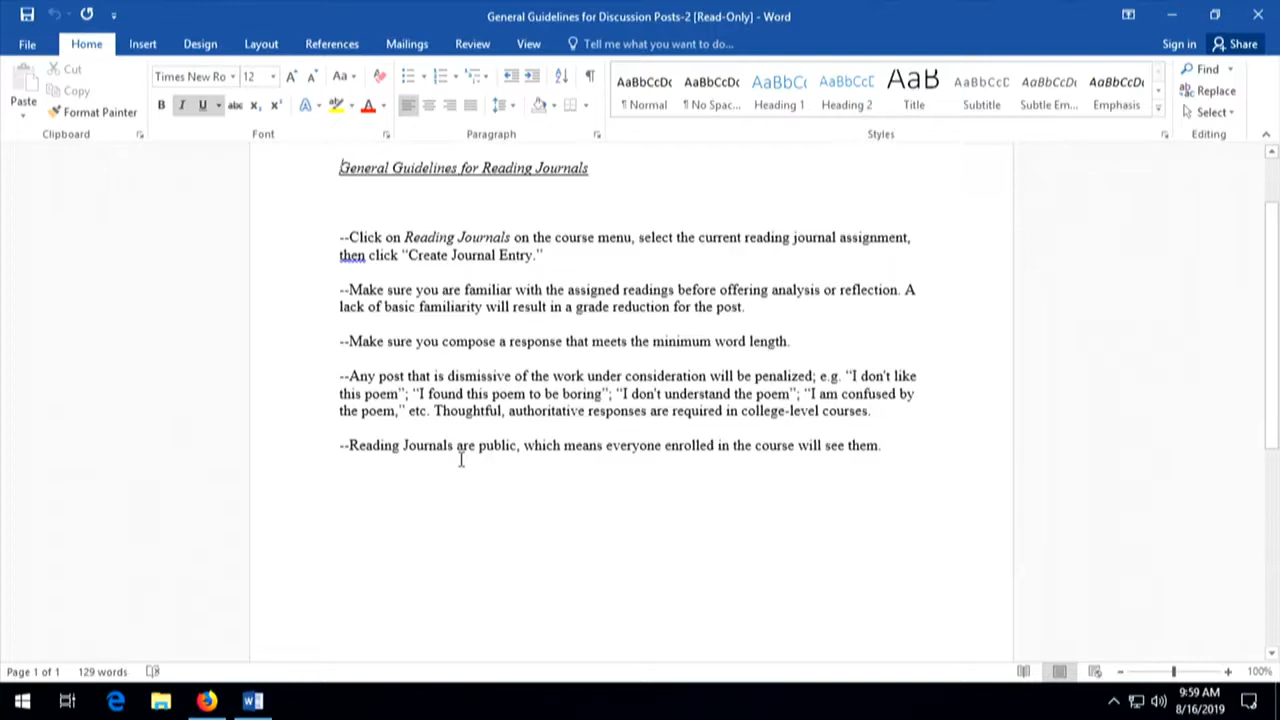 General Guidelines for Discussion Posts-2 [Read-Only] - Word
File Home Insert Design Layout References Mailings Review View Tell me what you want to do... Sign in Share
Paste
Cut
Copy
Format Painter
Clipboard
Times New Ro 12
Font
Paragraph
AaBbCcDc AaBbCcDc AaBbC AaBbCcD AaB AaBbCcD AaBbCcDc AaBbCcDc
¶ Normal ¶ No Spac... Heading 1 Heading 2 Title Subtitle Subtle Em... Emphasis
Styles
Find
Replace
Select
Editing
General Guidelines for Reading Journals
--Click on Reading Journals on the course menu, select the current reading journal assignment,
then click “Create Journal Entry.”
--Make sure you are familiar with the assigned readings before offering analysis or reflection. A
lack of basic familiarity will result in a grade reduction for the post.
--Make sure you compose a response that meets the minimum word length.
--Any post that is dismissive of the work under consideration will be penalized; e.g. “I don't like
this poem”; “I found this poem to be boring”; “I don't understand the poem”; “I am confused by
the poem,” etc. Thoughtful, authoritative responses are required in college-level courses.
--Reading Journals are public, which means everyone enrolled in the course will see them.
Page 1 of 1 129 words
100%
9:59 AM
8/16/2019